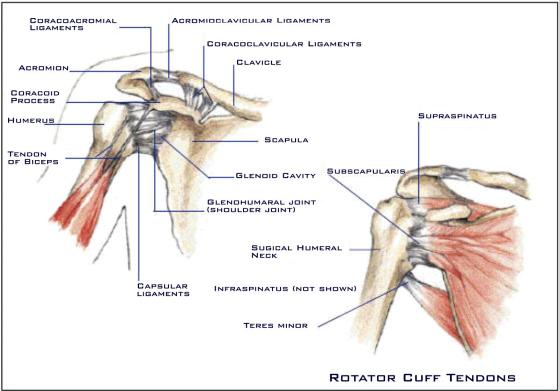 Coracoacromial
Ligaments
Acromioclavicular Ligaments
Coracoclavicular Ligaments
Clavicle
Acromion
Coracoid
Process
Humerus
Tendon
of Biceps
Scapula
Glenoid Cavity
Glenohumaral Joint
(shoulder joint)
Capsular
ligaments
Supraspinatus
Subscapularis
Sugical Humeral
Neck
Infraspinatus (not shown)
Teres minor
Rotator Cuff Tendons